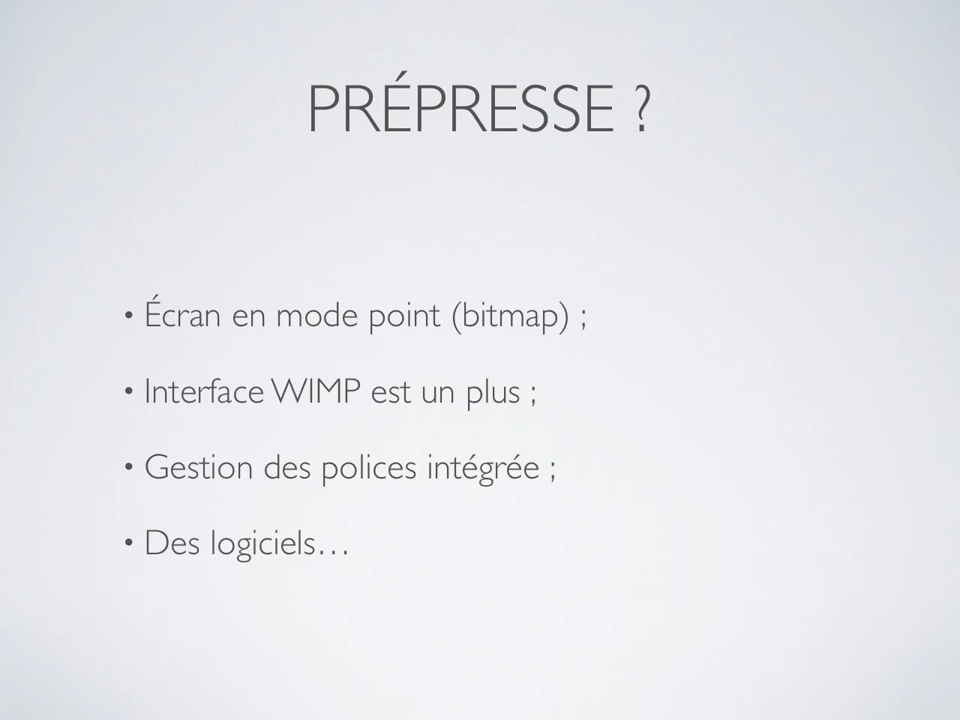 PRÉPRESSE ?
• Écran en mode point (bitmap) ;
• Interface WIMP est un plus ;
• Gestion des polices intégrée ;
• Des logiciels…